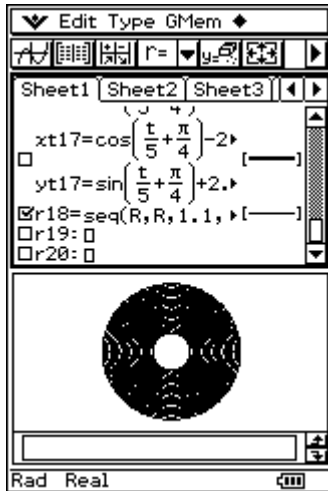 Edit Type GMem ◆
r= y=
Sheet1 Sheet2 Sheet3
xt17=cos(t/5+π/4)-2▸
yt17=sin(t/5+π/4)+2.▸
r18=seq(R,R,1.1,▸
r19:▯
r20:▯
Rad Real